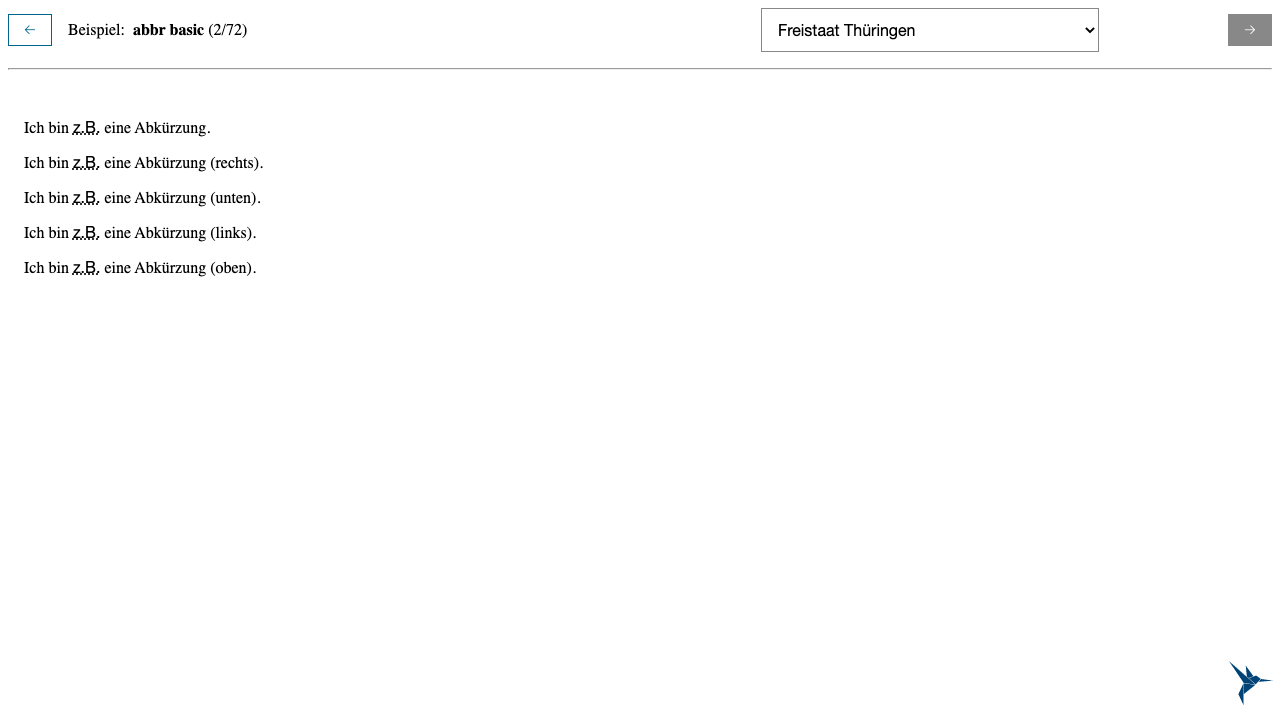 ← Beispiel: abbr basic (2/72) Freistaat Thüringen →
Ich bin z.B. eine Abkürzung.
Ich bin z.B. eine Abkürzung (rechts).
Ich bin z.B. eine Abkürzung (unten).
Ich bin z.B. eine Abkürzung (links).
Ich bin z.B. eine Abkürzung (oben).